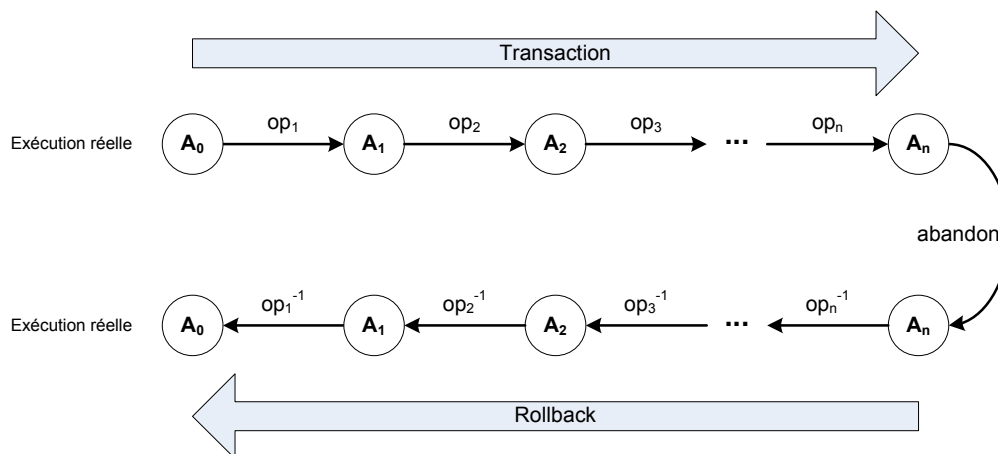 Transaction
op1 op2 op3 opn
Exécution réelle A0 A1 A2 ... An
abandon
op1-1 op2-1 op3-1 opn-1
Exécution réelle A0 A1 A2 ... An
Rollback